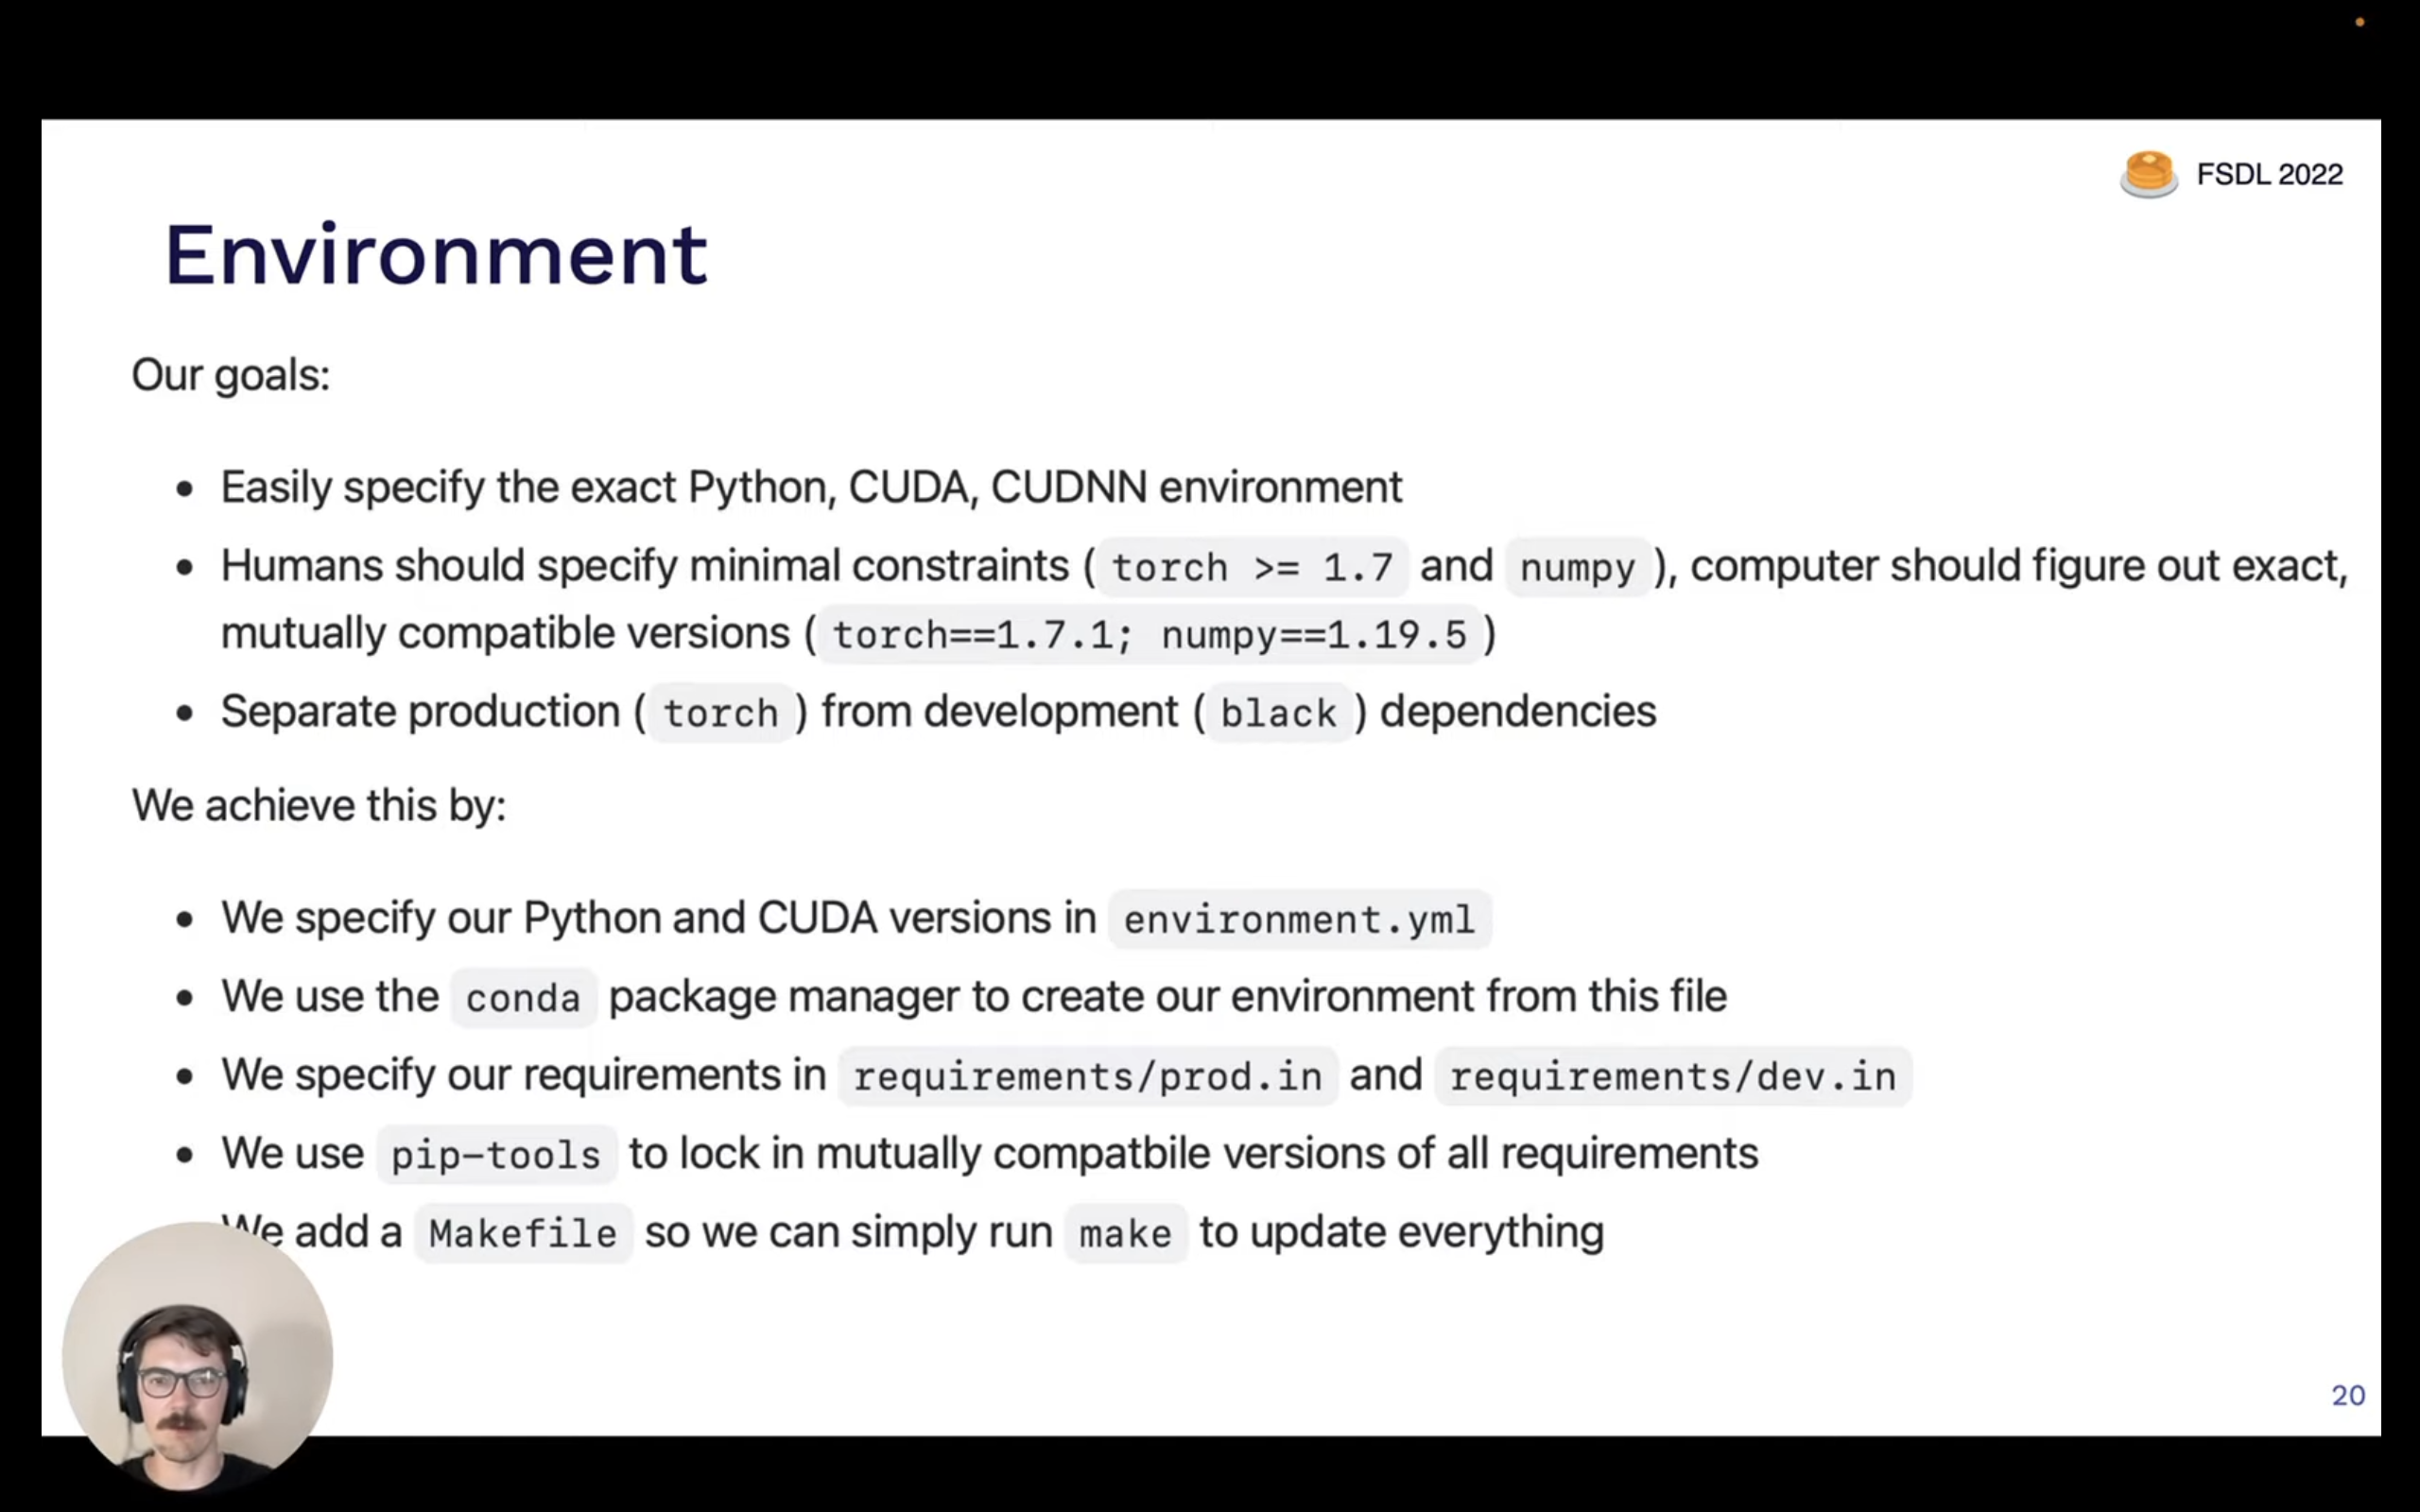 FSDL 2022
Environment
Our goals:
• Easily specify the exact Python, CUDA, CUDNN environment
• Humans should specify minimal constraints ( torch >= 1.7 and numpy ), computer should figure out exact,
mutually compatible versions ( torch==1.7.1; numpy==1.19.5 )
• Separate production ( torch ) from development ( black ) dependencies
We achieve this by:
• We specify our Python and CUDA versions in environment.yml
• We use the conda package manager to create our environment from this file
• We specify our requirements in requirements/prod.in and requirements/dev.in
• We use pip-tools to lock in mutually compatbile versions of all requirements
We add a Makefile so we can simply run make to update everything
20